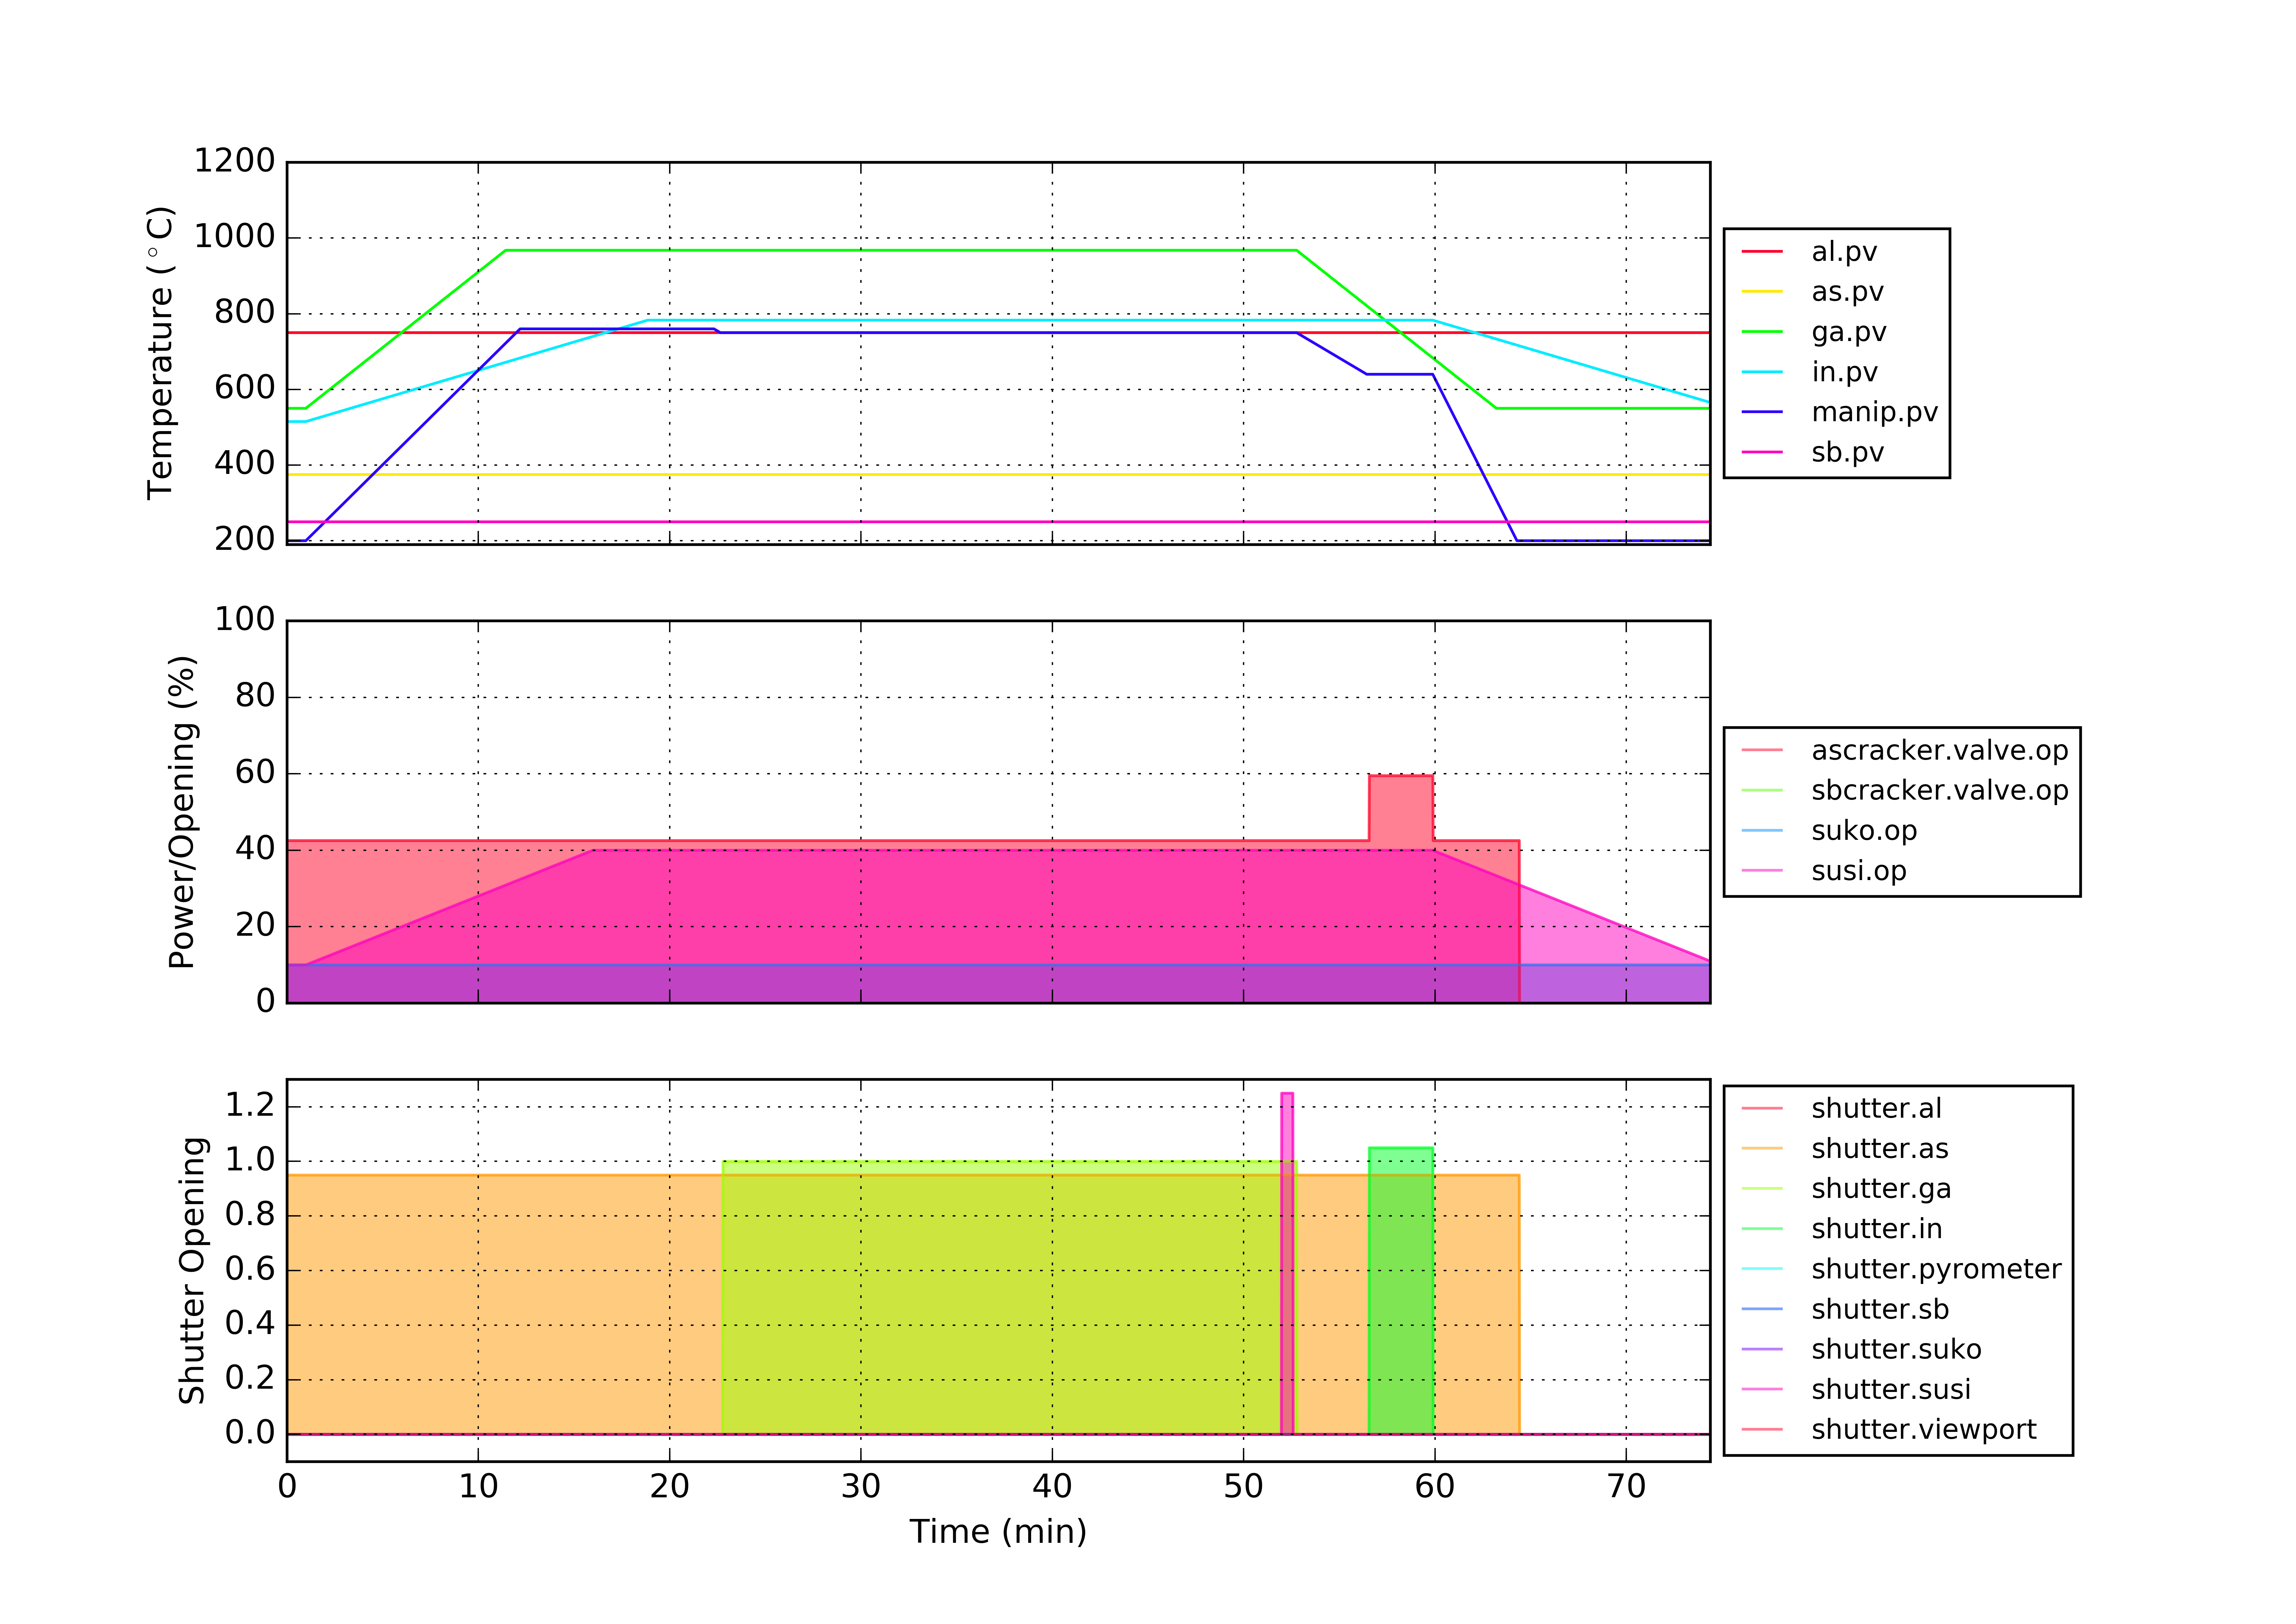 1200
1000
800
600
400
200
Temperature (°C)
al.pv
as.pv
ga.pv
in.pv
manip.pv
sb.pv
100
80
60
40
20
0
Power/Opening (%)
ascracker.valve.op
sbcracker.valve.op
suko.op
susi.op
1.2
1.0
0.8
0.6
0.4
0.2
0.0
Shutter Opening
0 10 20 30 40 50 60 70
Time (min)
shutter.al
shutter.as
shutter.ga
shutter.in
shutter.pyrometer
shutter.sb
shutter.suko
shutter.susi
shutter.viewport